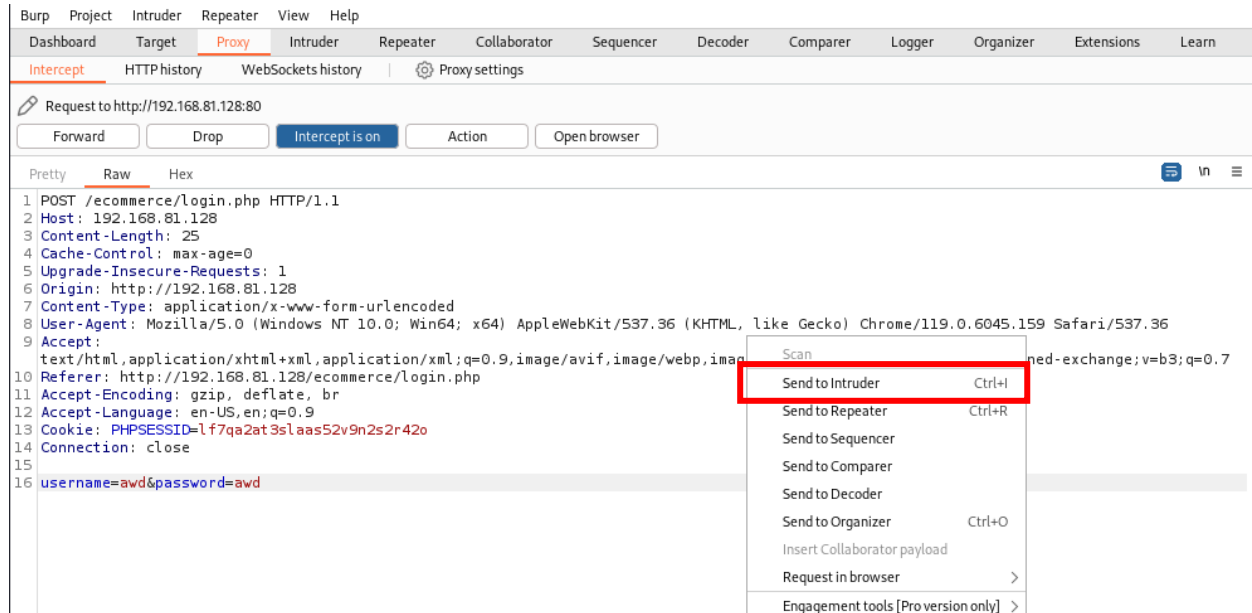 Burp Project Intruder Repeater View Help
Dashboard Target Proxy Intruder Repeater Collaborator Sequencer Decoder Comparer Logger Organizer Extensions Learn
Intercept HTTP history WebSockets history Proxy settings
Request to http://192.168.81.128:80
Forward Drop Intercept is on Action Open browser
Pretty Raw Hex \n
1 POST /ecommerce/login.php HTTP/1.1
2 Host: 192.168.81.128
3 Content-Length: 25
4 Cache-Control: max-age=0
5 Upgrade-Insecure-Requests: 1
6 Origin: http://192.168.81.128
7 Content-Type: application/x-www-form-urlencoded
8 User-Agent: Mozilla/5.0 (Windows NT 10.0; Win64; x64) AppleWebKit/537.36 (KHTML, like Gecko) Chrome/119.0.6045.159 Safari/537.36
9 Accept:
text/html,application/xhtml+xml,application/xml;q=0.9,image/avif,image/webp,imag ned-exchange;v=b3;q=0.7
10 Referer: http://192.168.81.128/ecommerce/login.php
11 Accept-Encoding: gzip, deflate, br
12 Accept-Language: en-US,en;q=0.9
13 Cookie: PHPSESSID=lf7qa2at3slaas52v9n2s2r42o
14 Connection: close
15
16 username=awd&password=awd
Scan
Send to Intruder Ctrl+I
Send to Repeater Ctrl+R
Send to Sequencer
Send to Comparer
Send to Decoder
Send to Organizer Ctrl+O
Insert Collaborator payload
Request in browser
Engagement tools [Pro version only]